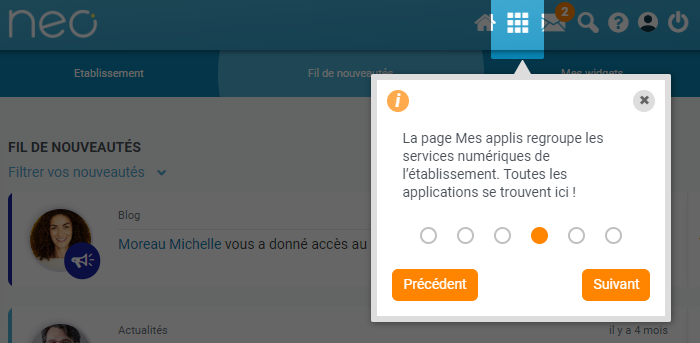 neo
2
Etablissement
Fil de nouveautés
Mes widgets
i
La page Mes applis regroupe les
services numériques de
l'établissement. Toutes les
applications se trouvent ici !
Précédent
Suivant
FIL DE NOUVEAUTÉS
Filtrer vos nouveautés
Blog
Moreau Michelle vous a donné accès au
Actualités
il y a 4 mois